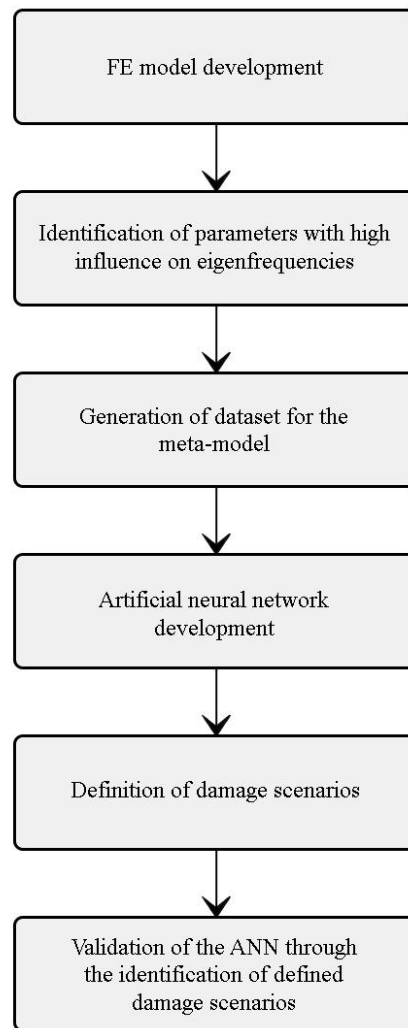 FE model development
Identification of parameters with high
influence on eigenfrequencies
Generation of dataset for the
meta-model
Artificial neural network
development
Definition of damage scenarios
Validation of the ANN through
the identification of defined
damage scenarios